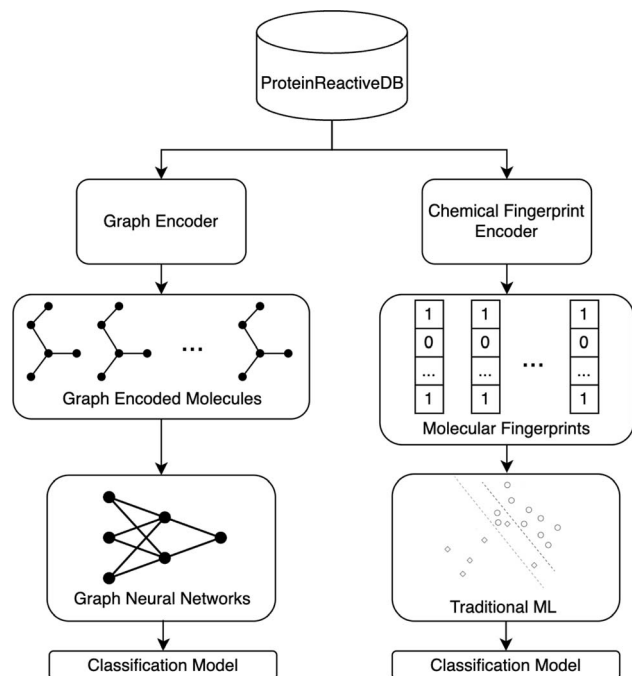 ProteinReactiveDB
Graph Encoder
Chemical Fingerprint
Encoder
...
Graph Encoded Molecules
1 1 1
0 0 0
...
... ... ...
1 1 1
Molecular Fingerprints
Graph Neural Networks
Traditional ML
Classification Model
Classification Model